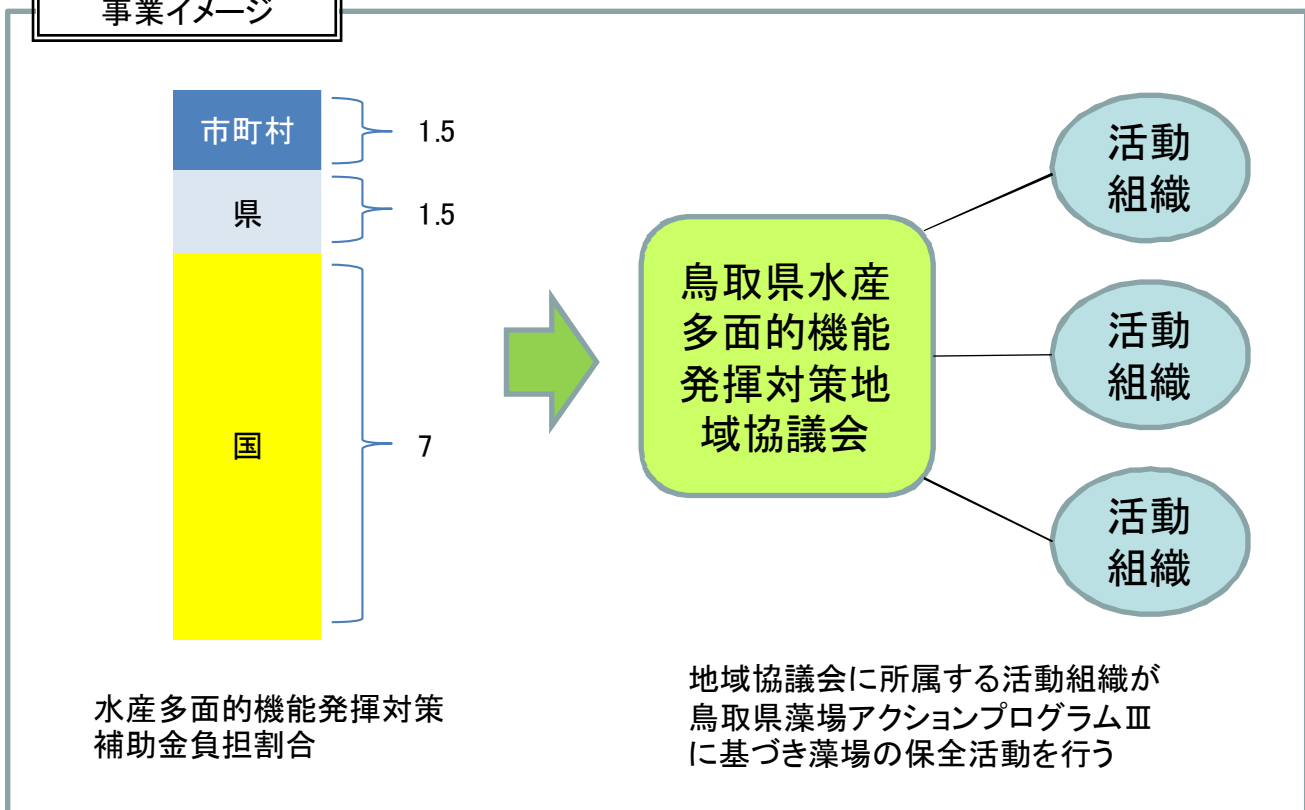 事業イメージ
市町村
1.5
県
1.5
国
7
水産多面的機能発揮対策
補助金負担割合
鳥取県水産
多面的機能
発揮対策地
域協議会
活動
組織
活動
組織
活動
組織
地域協議会に所属する活動組織が
鳥取県藻場アクションプログラムⅢ
に基づき藻場の保全活動を行う